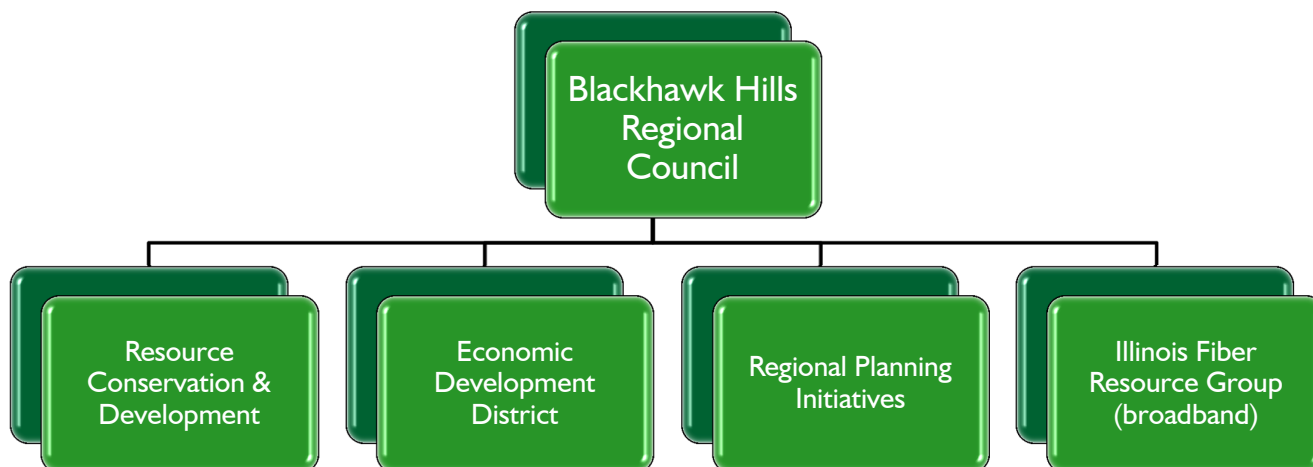 Blackhawk Hills
Regional
Council
Resource
Conservation &
Development
Economic
Development
District
Regional Planning
Initiatives
Illinois Fiber
Resource Group
(broadband)